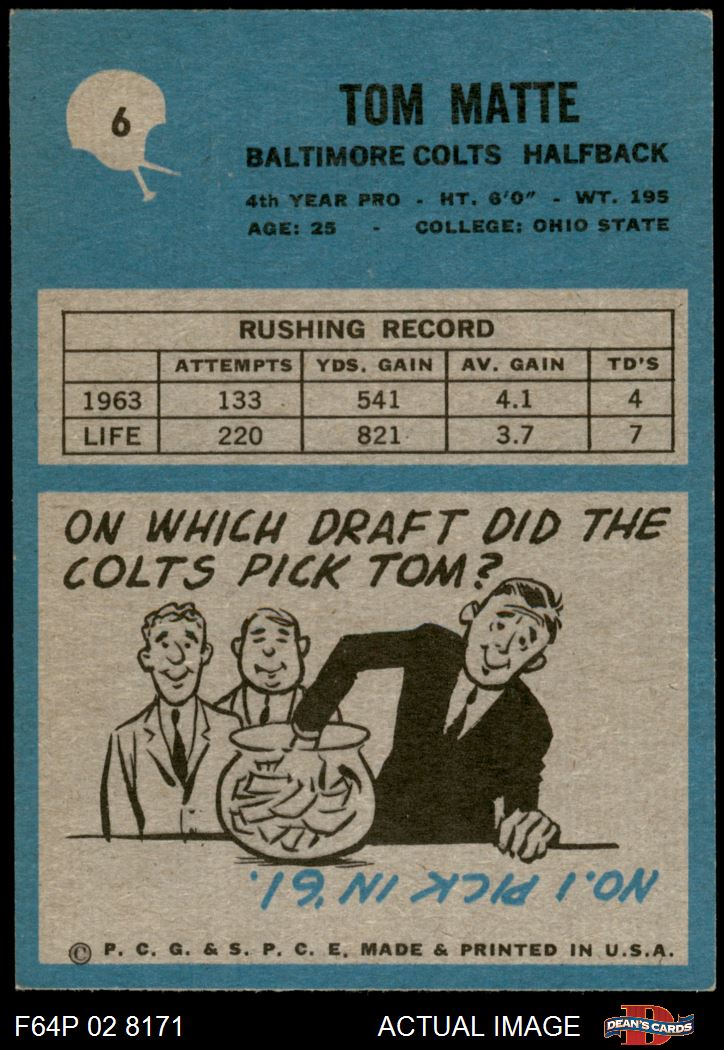 6
TOM MATTE
BALTIMORE COLTS HALFBACK
4th YEAR PRO - HT. 6'0" - WT. 195
AGE: 25 - COLLEGE: OHIO STATE
RUSHING RECORD
ATTEMPTS YDS. GAIN AV. GAIN TD'S
1963 133 541 4.1 4
LIFE 220 821 3.7 7
ON WHICH DRAFT DID THE
COLTS PICK TOM?
NO. 1 PICK IN '61.
© P. C. G. & S. P. C. E. MADE & PRINTED IN U.S.A.
F64P 02 8171 ACTUAL IMAGE D DEAN'S CARDS